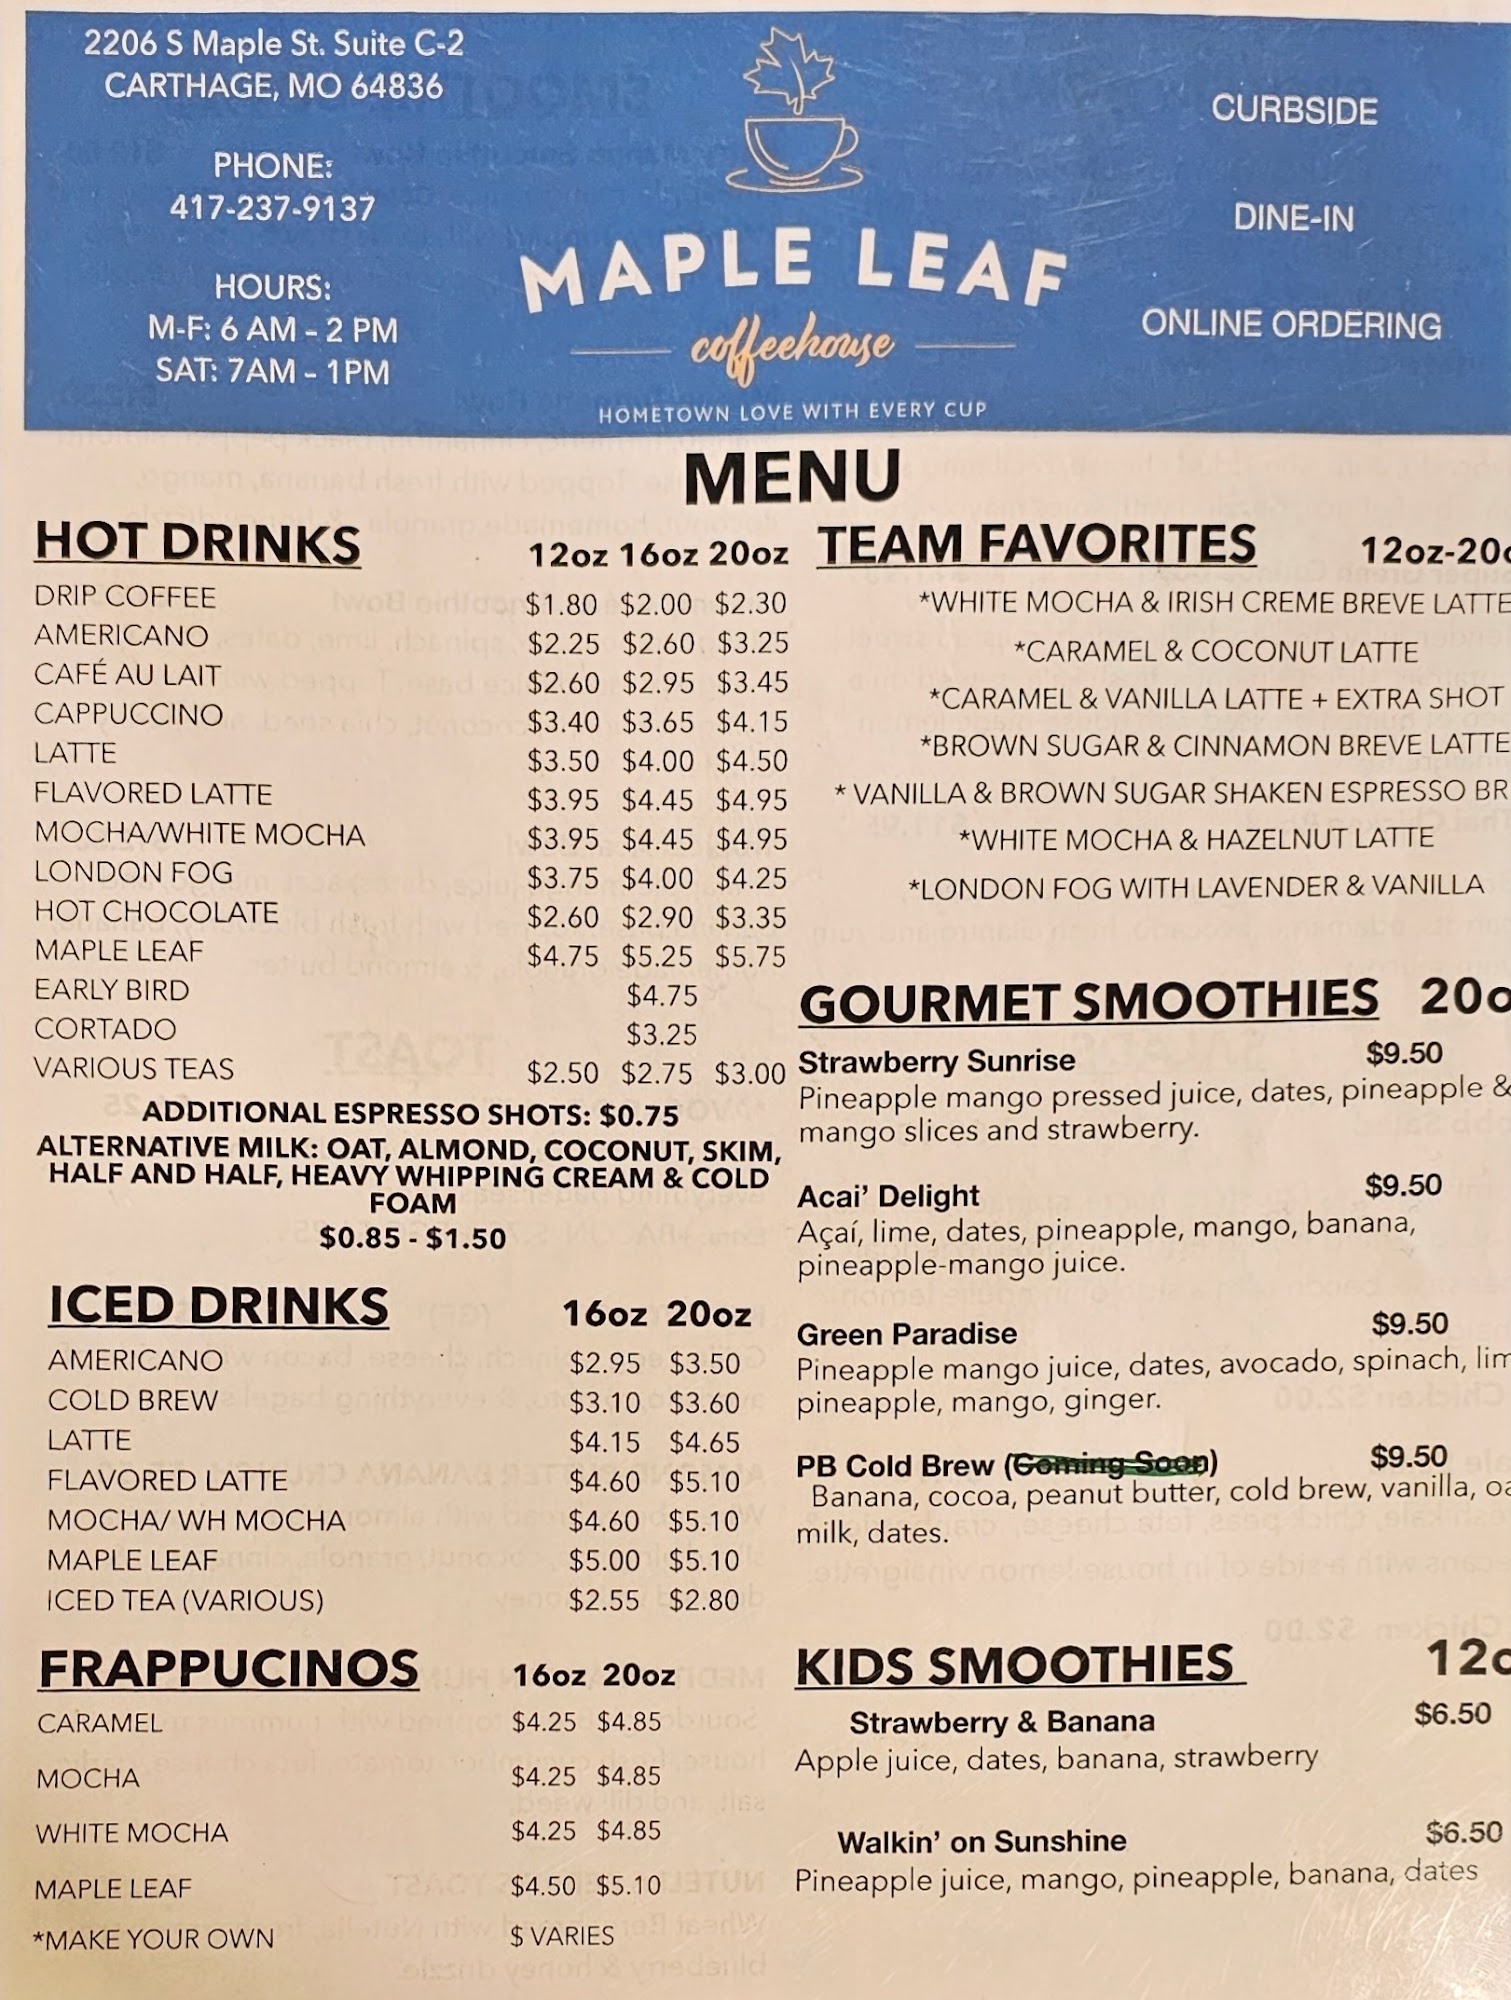 2206 S Maple St. Suite C-2
CARTHAGE, MO 64836
PHONE:
417-237-9137
HOURS:
M-F: 6 AM - 2 PM
SAT: 7AM - 1PM
MAPLE LEAF
coffeehouse
HOMETOWN LOVE WITH EVERY CUP
CURBSIDE
DINE-IN
ONLINE ORDERING
MENU
HOT DRINKS 12oz 16oz 20oz
DRIP COFFEE $1.80 $2.00 $2.30
AMERICANO $2.25 $2.60 $3.25
CAFÉ AU LAIT $2.60 $2.95 $3.45
CAPPUCCINO $3.40 $3.65 $4.15
LATTE $3.50 $4.00 $4.50
FLAVORED LATTE $3.95 $4.45 $4.95
MOCHA/WHITE MOCHA $3.95 $4.45 $4.95
LONDON FOG $3.75 $4.00 $4.25
HOT CHOCOLATE $2.60 $2.90 $3.35
MAPLE LEAF $4.75 $5.25 $5.75
EARLY BIRD $4.75
CORTADO $3.25
VARIOUS TEAS $2.50 $2.75 $3.00
ADDITIONAL ESPRESSO SHOTS: $0.75
ALTERNATIVE MILK: OAT, ALMOND, COCONUT, SKIM,
HALF AND HALF, HEAVY WHIPPING CREAM & COLD
FOAM
$0.85 - $1.50
ICED DRINKS 16oz 20oz
AMERICANO $2.95 $3.50
COLD BREW $3.10 $3.60
LATTE $4.15 $4.65
FLAVORED LATTE $4.60 $5.10
MOCHA/ WH MOCHA $4.60 $5.10
MAPLE LEAF $5.00 $5.10
ICED TEA (VARIOUS) $2.55 $2.80
FRAPPUCINOS 16oz 20oz
CARAMEL $4.25 $4.85
MOCHA $4.25 $4.85
WHITE MOCHA $4.25 $4.85
MAPLE LEAF $4.50 $5.10
*MAKE YOUR OWN $ VARIES
TEAM FAVORITES 12oz-20o
*WHITE MOCHA & IRISH CREME BREVE LATTE
*CARAMEL & COCONUT LATTE
*CARAMEL & VANILLA LATTE + EXTRA SHOT
*BROWN SUGAR & CINNAMON BREVE LATTE
* VANILLA & BROWN SUGAR SHAKEN ESPRESSO BR
*WHITE MOCHA & HAZELNUT LATTE
*LONDON FOG WITH LAVENDER & VANILLA
GOURMET SMOOTHIES 20o
Strawberry Sunrise $9.50
Pineapple mango pressed juice, dates, pineapple &
mango slices and strawberry.
Acai' Delight $9.50
Açaí, lime, dates, pineapple, mango, banana,
pineapple-mango juice.
Green Paradise $9.50
Pineapple mango juice, dates, avocado, spinach, lim
pineapple, mango, ginger.
PB Cold Brew (Coming Soon) $9.50
Banana, cocoa, peanut butter, cold brew, vanilla, oa
milk, dates.
KIDS SMOOTHIES 12o
Strawberry & Banana $6.50
Apple juice, dates, banana, strawberry
Walkin' on Sunshine $6.50
Pineapple juice, mango, pineapple, banana, dates